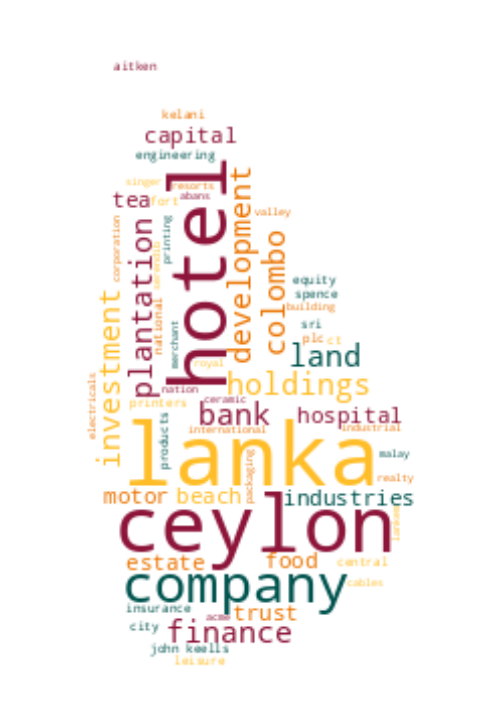 aitken
kelani
capital
engineering
singer
resorts
abans
tea
fort
hotel
development
valley
corporation
plantation
printing
serendib
national
colombo
merchant
investment
equity
spence
building
sri
plc
ct
land
royal
holdings
nation
ceramic
electricals
printers
bank
hospital
international
industrial
products
lanka
packaging
malay
realty
motor
beach
industries
ceylon
lankem
estate
food
central
company
cables
insurance
acme
trust
city
finance
john keells
leisure